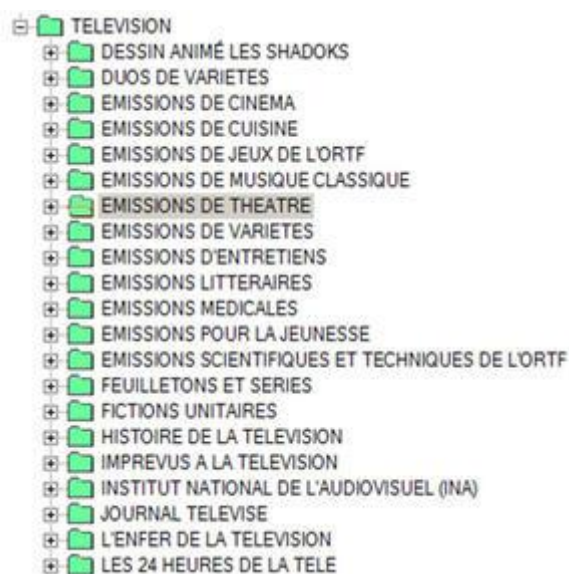 TELEVISION
DESSIN ANIMÉ LES SHADOKS
DUOS DE VARIETES
EMISSIONS DE CINEMA
EMISSIONS DE CUISINE
EMISSIONS DE JEUX DE L'ORTF
EMISSIONS DE MUSIQUE CLASSIQUE
EMISSIONS DE THEATRE
EMISSIONS DE VARIETES
EMISSIONS D'ENTRETIENS
EMISSIONS LITTERAIRES
EMISSIONS MEDICALES
EMISSIONS POUR LA JEUNESSE
EMISSIONS SCIENTIFIQUES ET TECHNIQUES DE L'ORTF
FEUILLETONS ET SERIES
FICTIONS UNITAIRES
HISTOIRE DE LA TELEVISION
IMPREVUS A LA TELEVISION
INSTITUT NATIONAL DE L'AUDIOVISUEL (INA)
JOURNAL TELEVISE
L'ENFER DE LA TELEVISION
LES 24 HEURES DE LA TELE